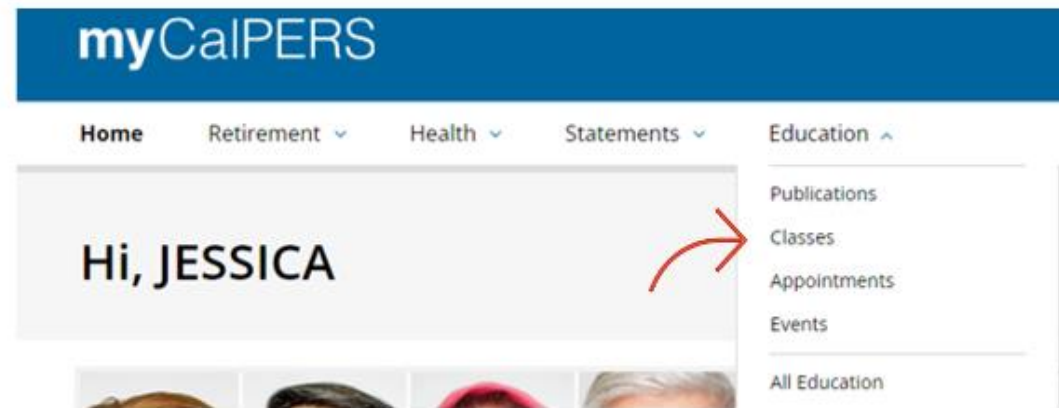 myCalPERS
Home Retirement Health Statements Education
Publications
Classes
Hi, JESSICA
Appointments
Events
All Education